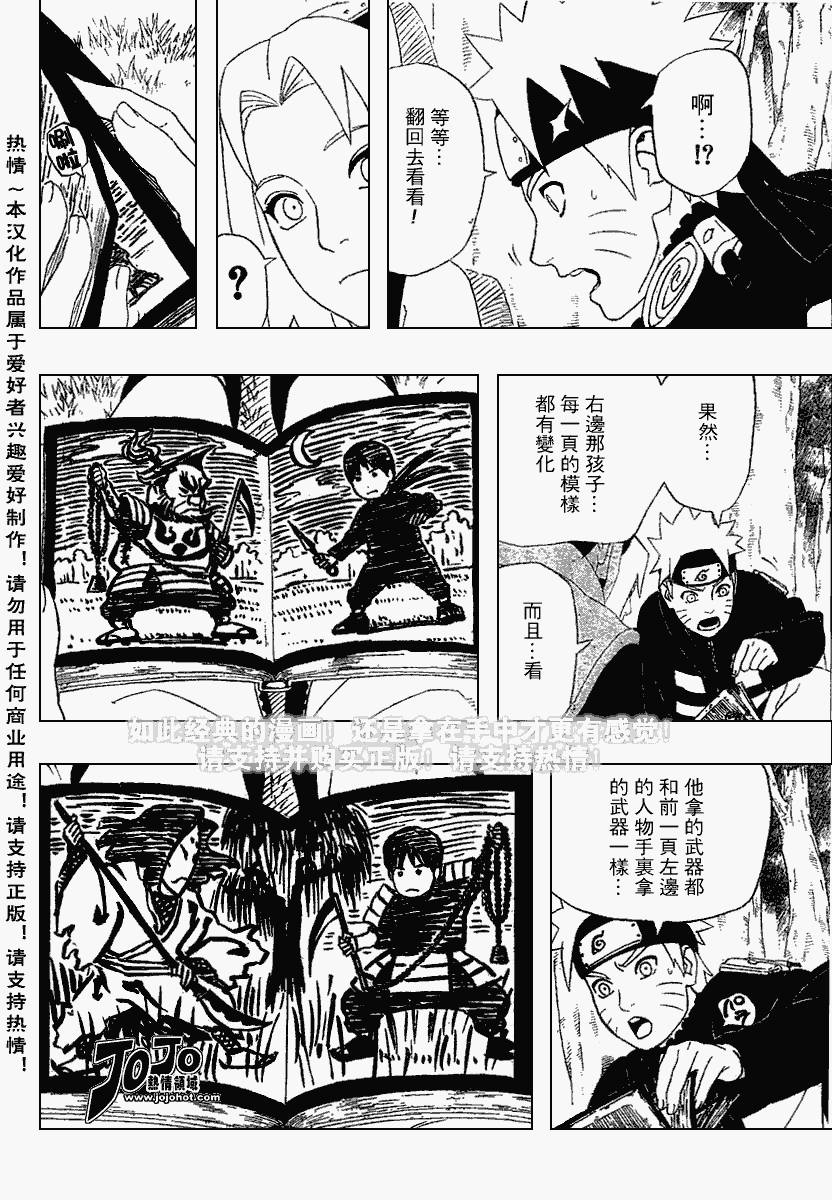 啊…!?
等等…
翻回去看看！
？
果然…
右邊那孩子…
每一頁的模樣
都有變化
而且…看
他拿的武器都
和前一頁左邊
的人物手裏拿
的武器一樣…
如此经典的漫画！还是拿在手中才更有感觉！
请支持并购买正版！请支持热情！
热情～本汉化作品属于爱好者兴趣爱好制作！请勿用于任何商业用途！请支持正版！请支持热情！
JOJO
熱情領域
www.jojohot.com